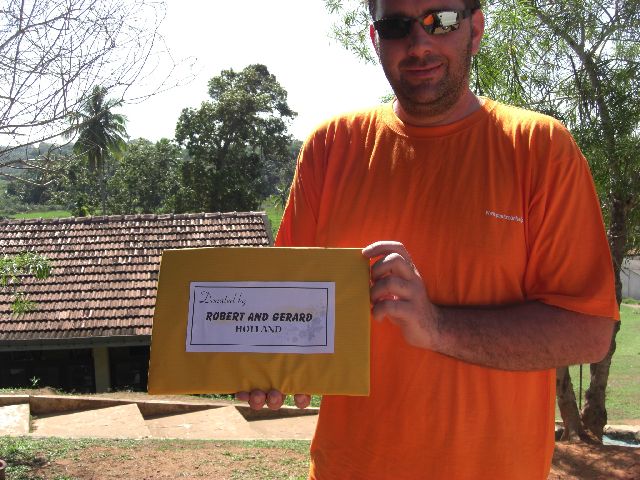 Donated by
ROBERT AND GERARD
HOLLAND